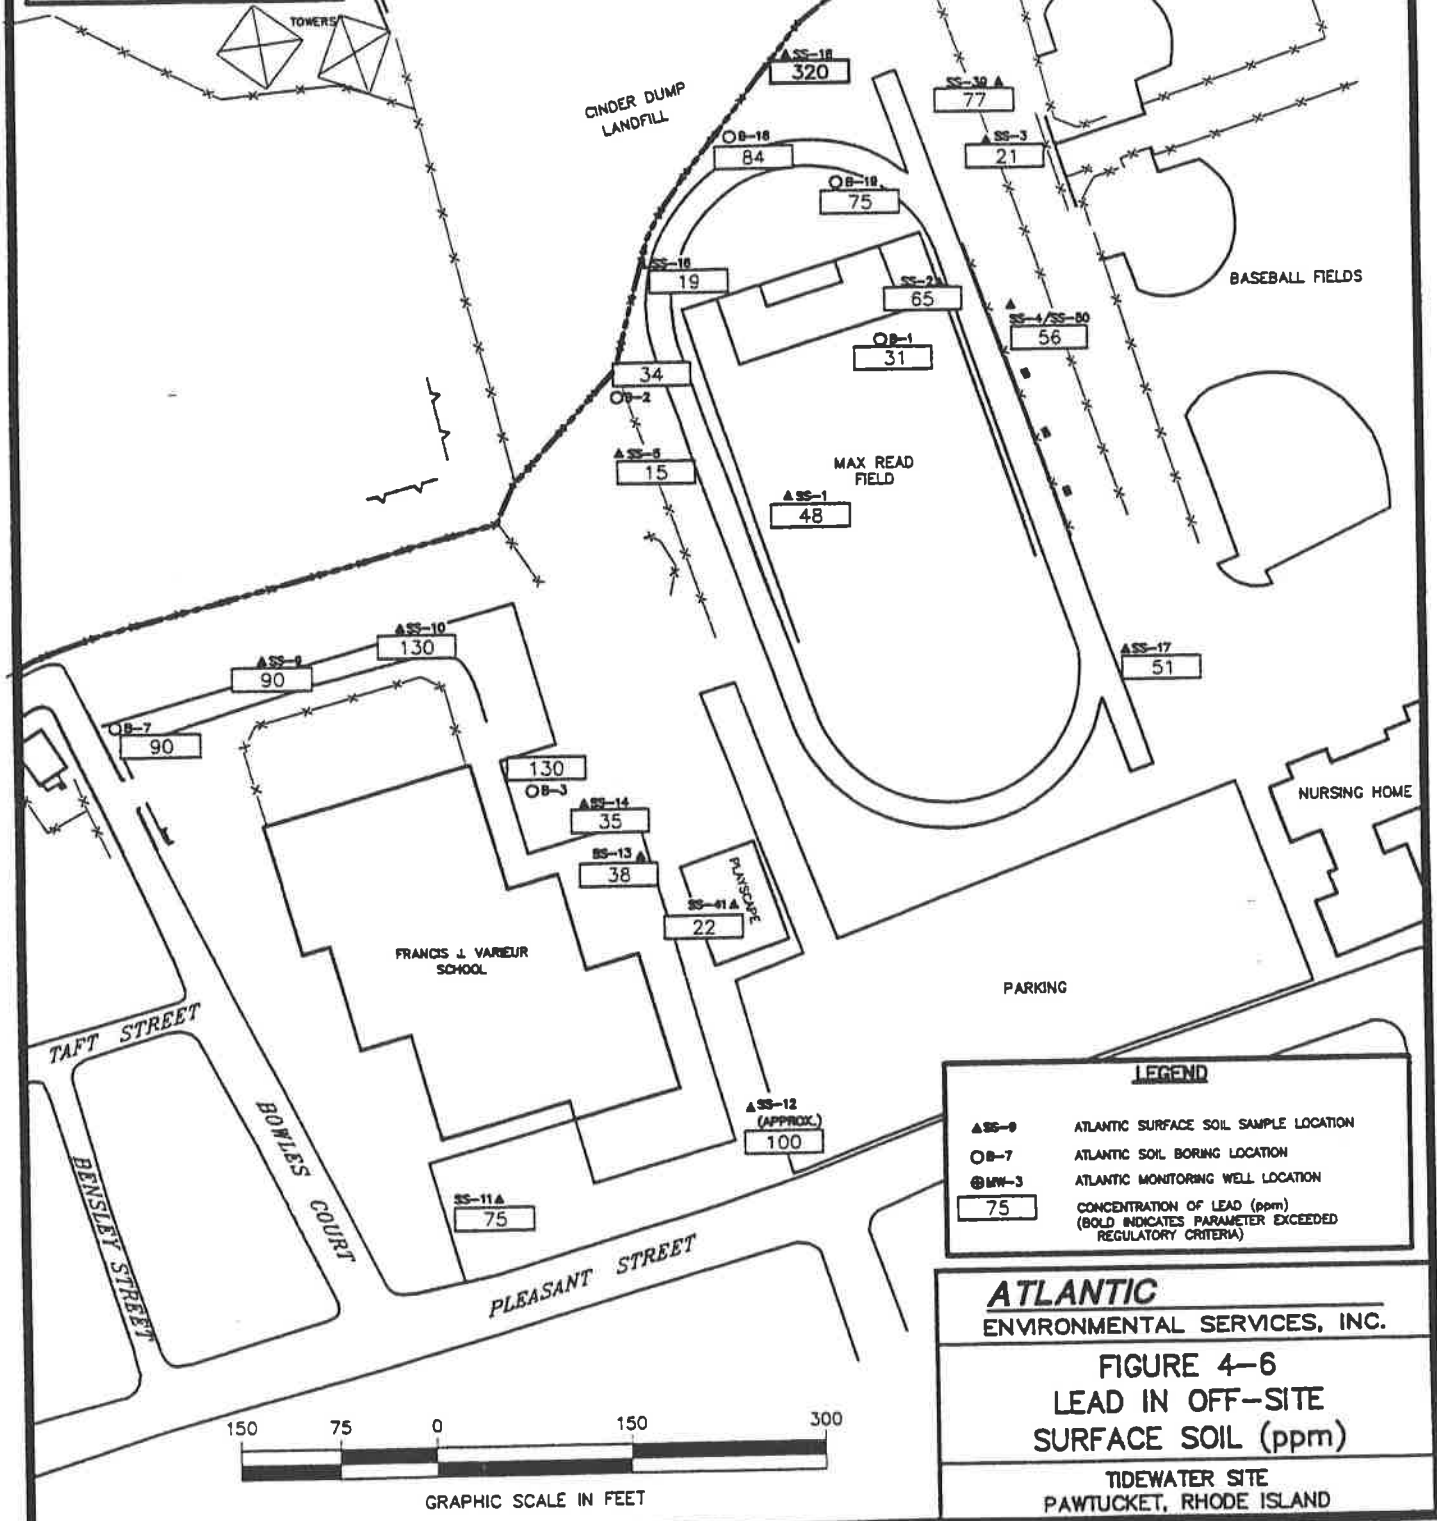 TOWERS
CINDER DUMP
LANDFILL
▲SS-18
320
SS-39▲
77
○B-18
84
▲SS-3
21
○B-19
75
▲SS-16
19
SS-2▲
65
BASEBALL FIELDS
▲
SS-4/SS-80
56
○B-1
31
34
○B-2
▲SS-5
15
MAX READ
FIELD
▲SS-1
48
▲SS-10
130
▲SS-9
90
▲SS-17
51
○B-7
90
130
○B-3
▲SS-14
35
NURSING HOME
SS-13▲
38
PLAYSCAPE
SS-41▲
22
FRANCIS J. VARIEUR
SCHOOL
PARKING
TAFT STREET
BOWLES COURT
BENSLEY STREET
▲SS-12
(APPROX.)
100
SS-11▲
75
PLEASANT STREET
LEGEND
▲SS-9 ATLANTIC SURFACE SOIL SAMPLE LOCATION
○B-7 ATLANTIC SOIL BORING LOCATION
⊕MW-3 ATLANTIC MONITORING WELL LOCATION
75 CONCENTRATION OF LEAD (ppm)
(BOLD INDICATES PARAMETER EXCEEDED
REGULATORY CRITERIA)
ATLANTIC
ENVIRONMENTAL SERVICES, INC.
FIGURE 4-6
LEAD IN OFF-SITE
SURFACE SOIL (ppm)
TIDEWATER SITE
PAWTUCKET, RHODE ISLAND
150 75 0 150 300
GRAPHIC SCALE IN FEET